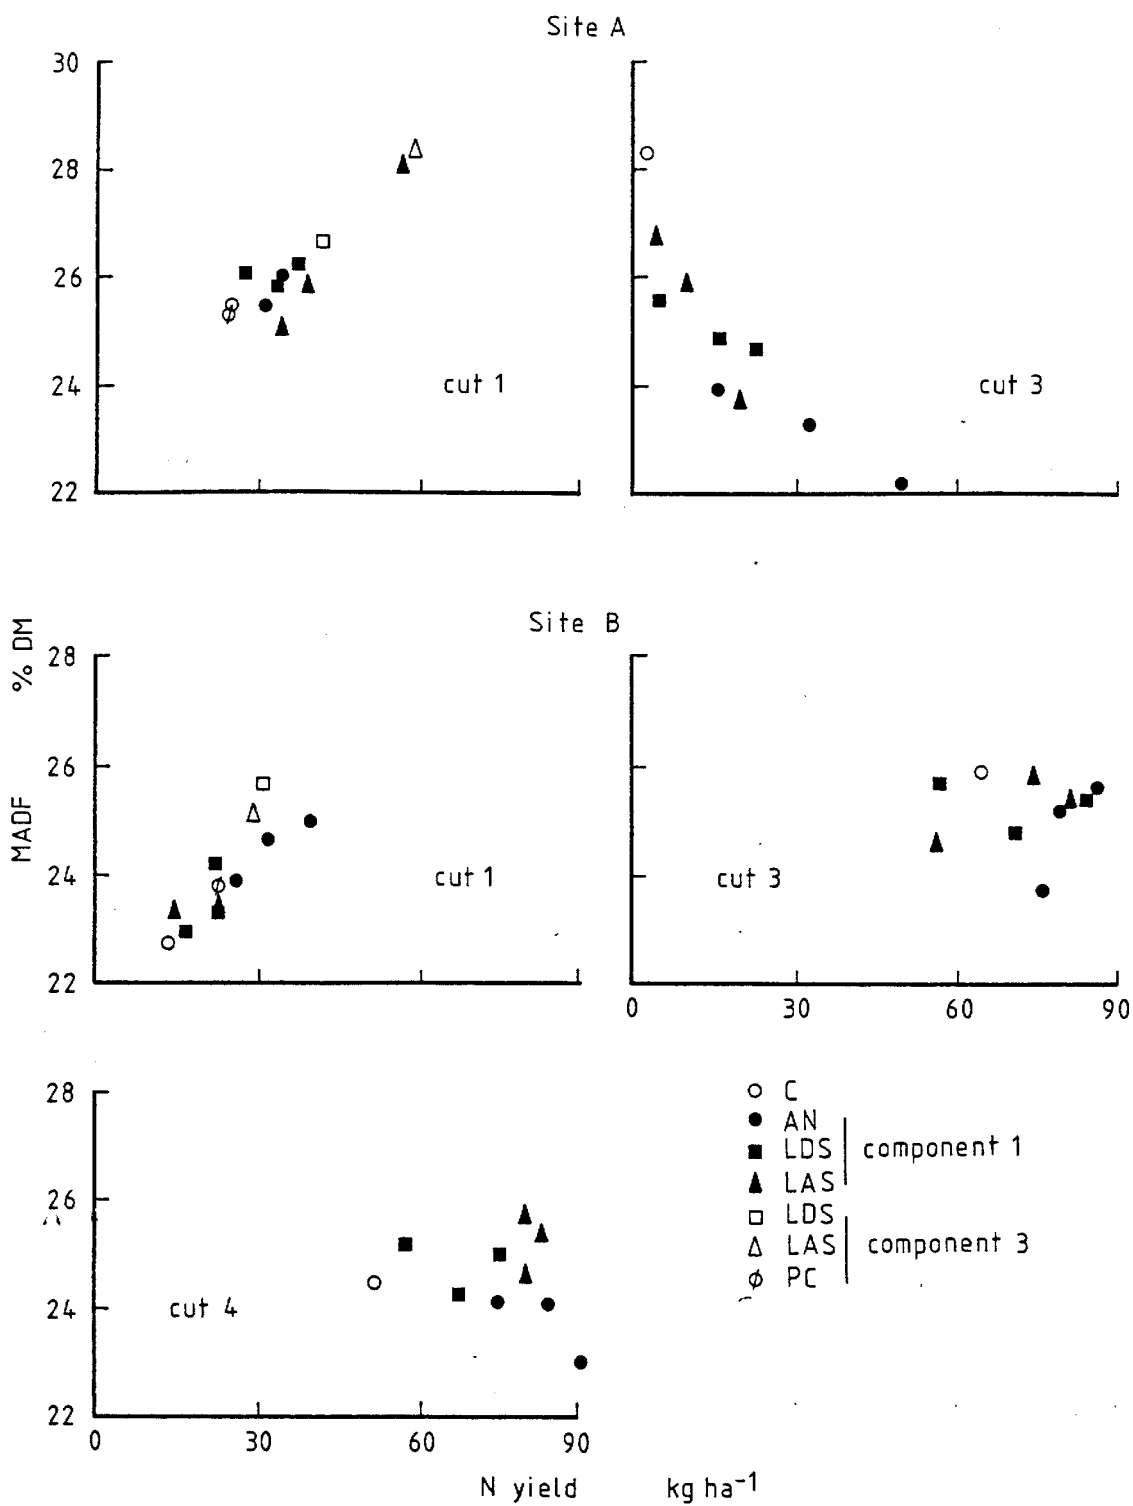 Site A
30
28
26
24
22
cut 1
cut 3
Site B
MADF % DM
28
26
24
22
cut 1
cut 3
0 30 60 90
28
26
24
22
cut 4
0 30 60 90
C
AN
LDS
LAS
component 1
LDS
LAS
PC
component 3
N yield kg ha⁻¹